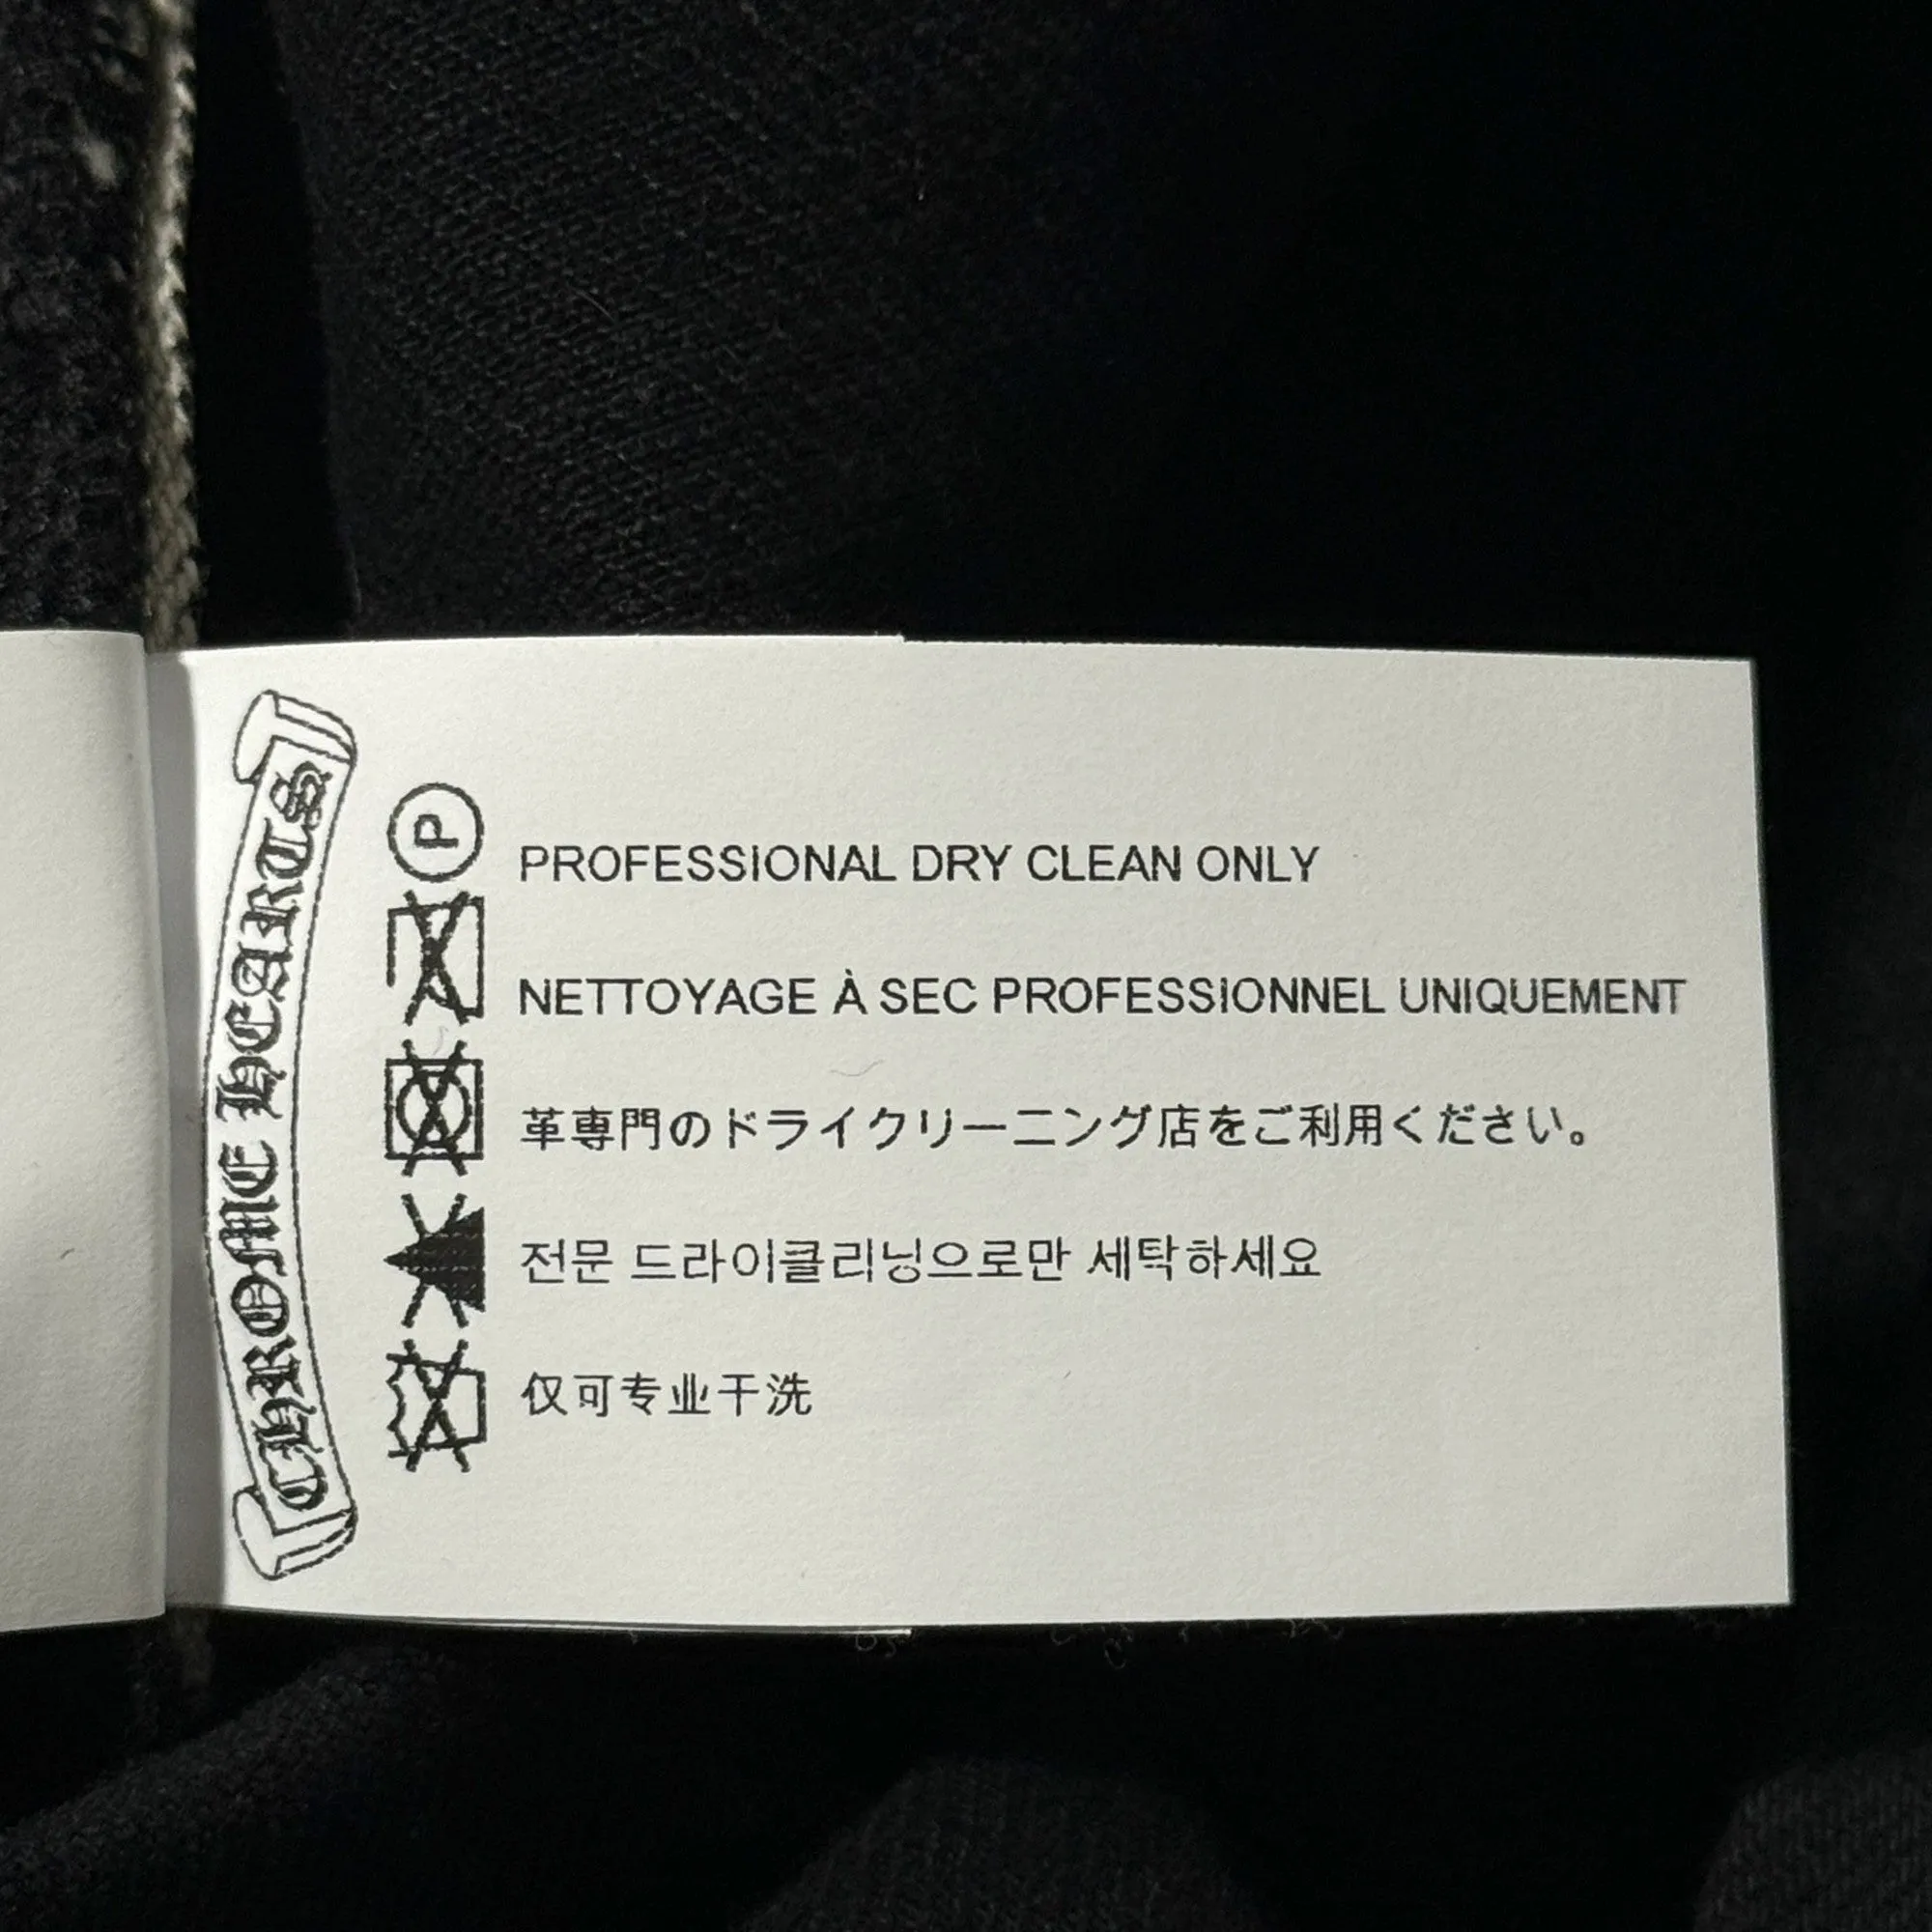 CHROME HEARTS
P
PROFESSIONAL DRY CLEAN ONLY
NETTOYAGE À SEC PROFESSIONNEL UNIQUEMENT
革専門のドライクリーニング店をご利用ください。
전문 드라이클리닝으로만 세탁하세요
仅可专业干洗